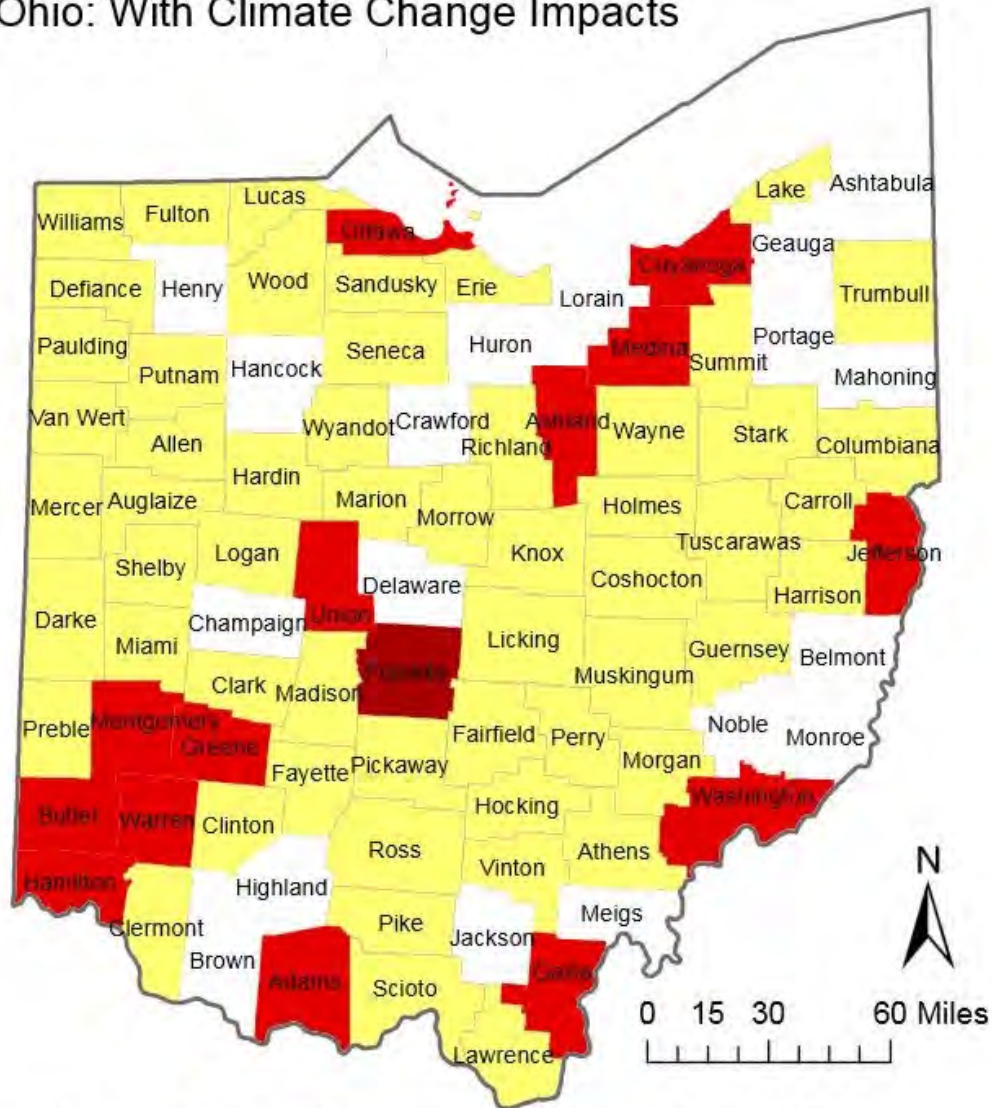 Ohio: With Climate Change Impacts
Lake
Ashtabula
Lucas
Williams
Fulton
Ottawa
Geauga
Cuyahoga
Defiance
Henry
Wood
Sandusky
Erie
Lorain
Trumbull
Paulding
Putnam
Hancock
Seneca
Huron
Medina
Summit
Portage
Mahoning
Van Wert
Allen
Wyandot
Crawford
Richland
Ashland
Wayne
Stark
Columbiana
Mercer
Auglaize
Hardin
Marion
Morrow
Holmes
Carroll
Shelby
Logan
Knox
Tuscarawas
Jefferson
Delaware
Coshocton
Harrison
Darke
Miami
Champaign
Union
Licking
Muskingum
Guernsey
Belmont
Clark
Madison
Franklin
Preble
Montgomery
Greene
Fairfield
Perry
Noble
Monroe
Fayette
Pickaway
Morgan
Butler
Warren
Clinton
Hocking
Washington
Ross
Vinton
Athens
Hamilton
Highland
Clermont
Brown
Pike
Jackson
Meigs
Adams
Scioto
Gallia
Lawrence
N
0 15 30 60 Miles